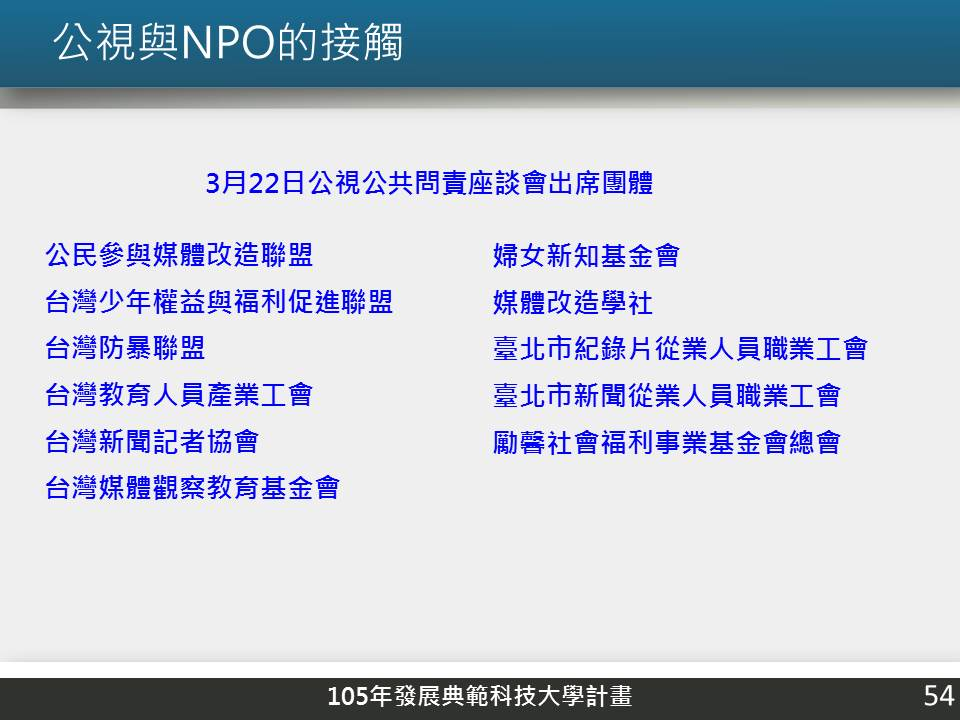 公視與NPO的接觸
3月22日公視公共問責座談會出席團體
公民參與媒體改造聯盟
台灣少年權益與福利促進聯盟
台灣防暴聯盟
台灣教育人員產業工會
台灣新聞記者協會
台灣媒體觀察教育基金會
婦女新知基金會
媒體改造學社
臺北市紀錄片從業人員職業工會
臺北市新聞從業人員職業工會
勵馨社會福利事業基金會總會
105年發展典範科技大學計畫
54